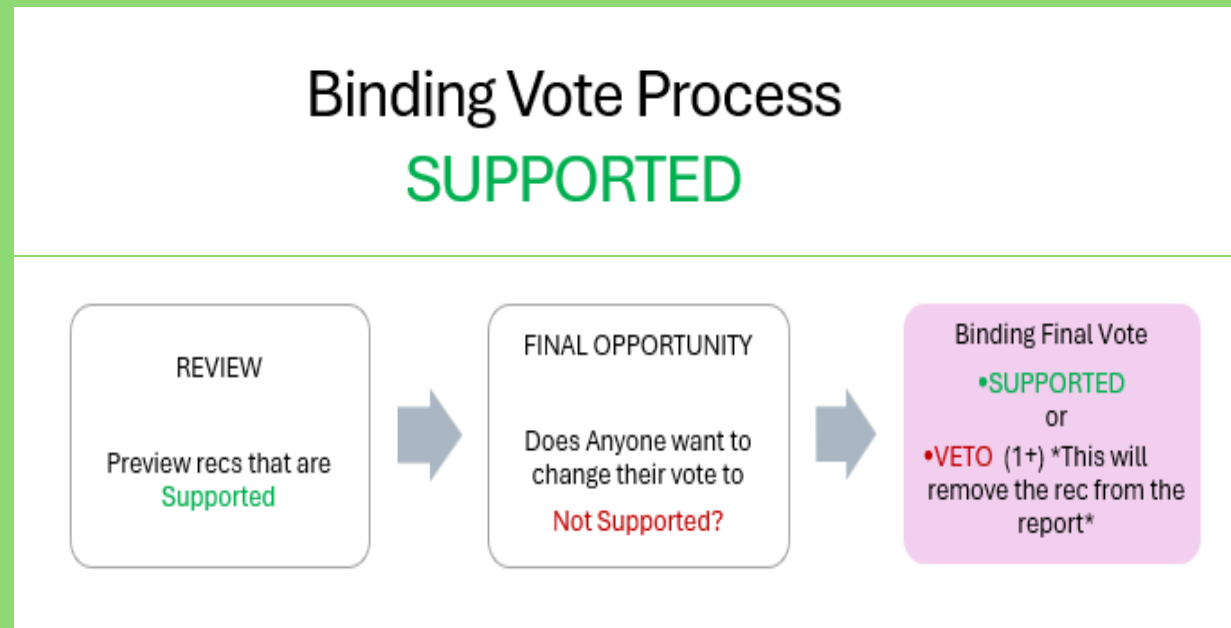 Binding Vote Process
SUPPORTED
REVIEW
Preview recs that are
Supported
FINAL OPPORTUNITY
Does Anyone want to
change their vote to
Not Supported?
Binding Final Vote
•SUPPORTED
or
•VETO (1+) *This will
remove the rec from the
report*